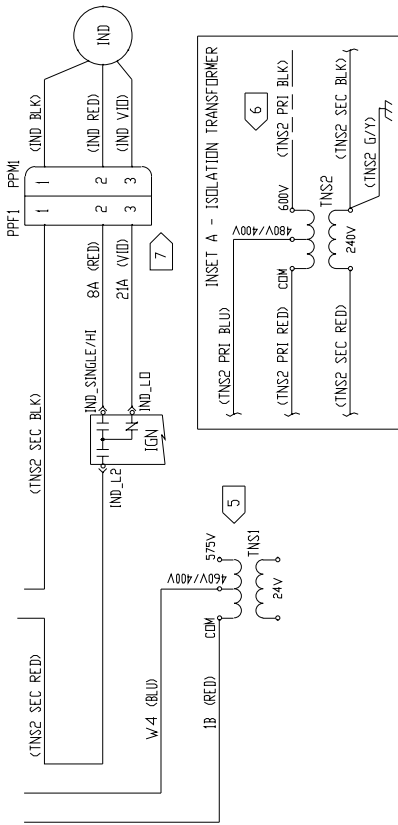 IND
(IND BLK)
(IND RED)
(IND VIO)
PPF1 PPM1
1 1
2 2
3 3
8A (RED)
21A (VIO)
7
(TNS2 SEC BLK)
IND_SINGLE/HI
IND_LO
IGN
IND_L2
(TNS2 SEC RED)
W4 (BLU)
1B (RED)
COM
460V/400V
575V
TNS1
24V
5
INSET A - ISOLATION TRANSFORMER
6
(TNS2 PRI BLU)
(TNS2 PRI RED)
(TNS2 PRI BLK)
COM
480V/400V
600V
TNS2
240V
(TNS2 SEC RED)
(TNS2 SEC BLK)
(TNS2 G/Y)